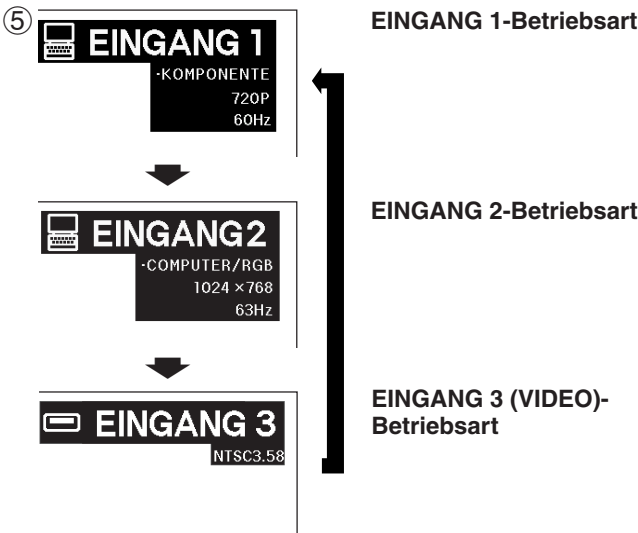 ⑤
EINGANG 1
EINGANG 1-Betriebsart
-KOMPONENTE
720P
60Hz
EINGANG2
EINGANG 2-Betriebsart
-COMPUTER/RGB
1024 ×768
63Hz
EINGANG 3
EINGANG 3 (VIDEO)-
Betriebsart
NTSC3.58